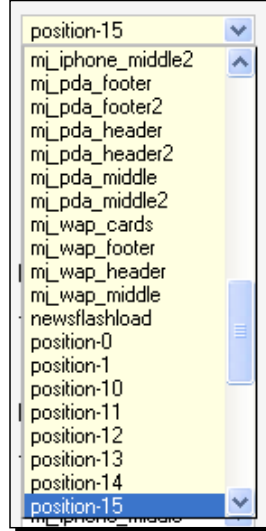 position-15
mj_iphone_middle2
mj_pda_footer
mj_pda_footer2
mj_pda_header
mj_pda_header2
mj_pda_middle
mj_pda_middle2
mj_wap_cards
mj_wap_footer
mj_wap_header
mj_wap_middle
newsflashload
position-0
position-1
position-10
position-11
position-12
position-13
position-14
position-15
mj_iphone_middle